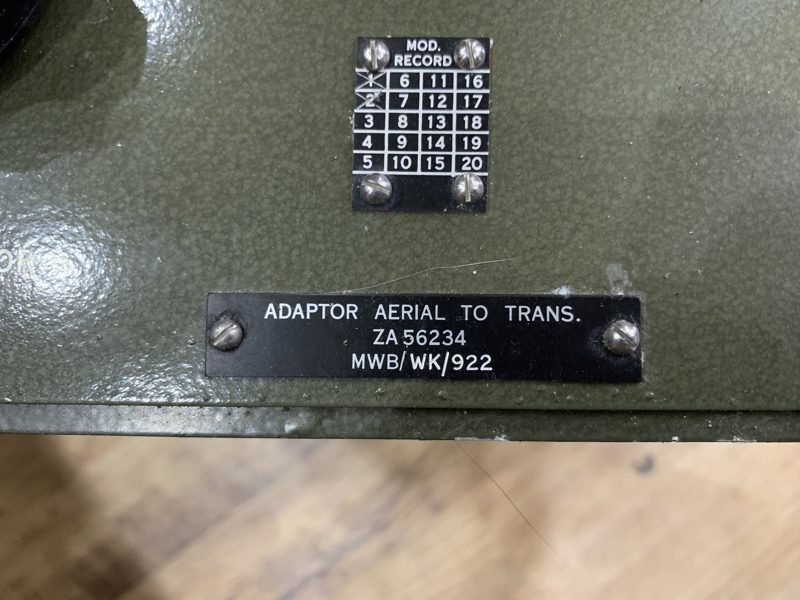 MOD.
RECORD
1 6 11 16
2 7 12 17
3 8 13 18
4 9 14 19
5 10 15 20
OR
ADAPTOR AERIAL TO TRANS.
ZA 56234
MWB/WK/922